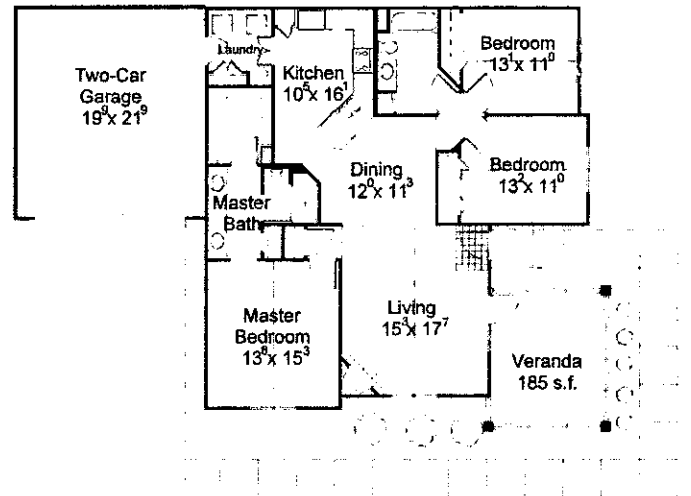 Laundry
Two-Car
Garage
19⁹x 21⁹
Kitchen
10⁵x 16¹
Bedroom
13¹x 11⁰
Dining
12⁰x 11³
Bedroom
13²x 11⁰
Master
Bath
Master
Bedroom
13⁸x 15³
Living
15³x 17⁷
Veranda
185 s.f.